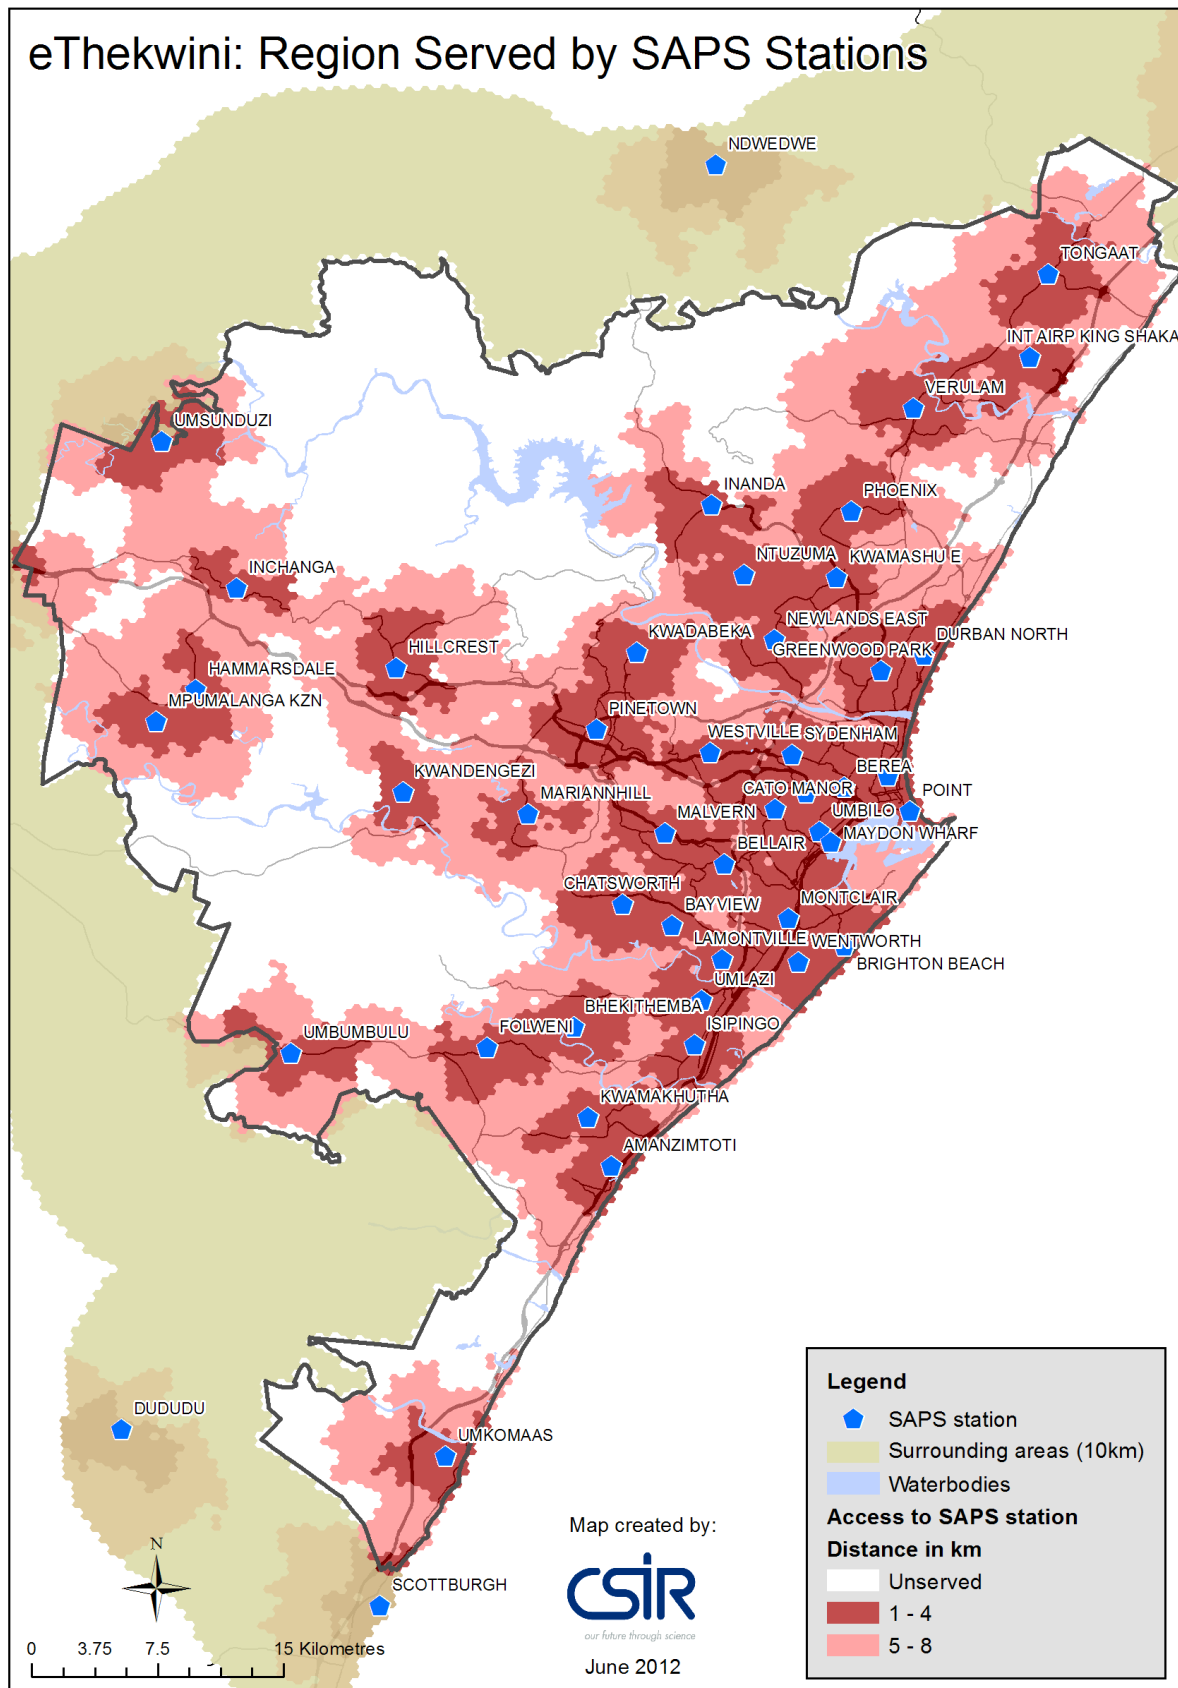 eThekwini: Region Served by SAPS Stations
NDWEDWE
TONGAAT
INT AIRP KING SHAKA
VERULAM
UMSUNDUZI
INANDA
PHOENIX
NTUZUMA
KWAMASHU E
INCHANGA
NEWLANDS EAST
KWADABEKA
DURBAN NORTH
GREENWOOD PARK
HILLCREST
HAMMARSDALE
MPUMALANGA KZN
PINETOWN
WESTVILLE
SYDENHAM
BEREA
KWANDENGEZI
CATO MANOR
POINT
MARIANNHILL
MALVERN
UMBILO
MAYDON WHARF
BELLAIR
CHATSWORTH
MONTCLAIR
BAYVIEW
LAMONTVILLE
WENTWORTH
BRIGHTON BEACH
UMLAZI
BHEKITHEMBA
ISIPINGO
FOLWENI
UMBUMBULU
KWAMAKHUTHA
AMANZIMTOTI
DUDUDU
UMKOMAAS
SCOTTBURGH
N
0 3.75 7.5 15 Kilometres
Map created by:
CSIR
our future through science
June 2012
Legend
SAPS station
Surrounding areas (10km)
Waterbodies
Access to SAPS station
Distance in km
Unserved
1 - 4
5 - 8